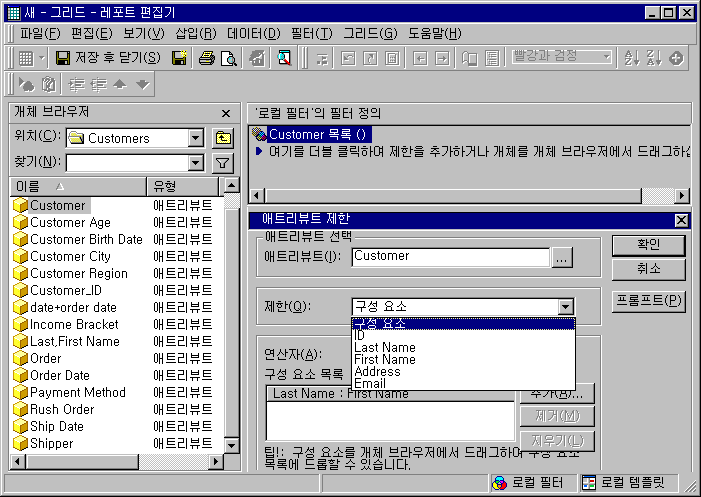 새 - 그리드 - 레포트 편집기
파일(F) 편집(E) 보기(V) 삽입(R) 데이터(D) 필터(T) 그리드(G) 도움말(H)
저장 후 닫기(S) 빨강과 검정
개체 브라우저
위치(C): Customers
찾기(N):
이름 유형
Customer 애트리뷰트
Customer Age 애트리뷰트
Customer Birth Date 애트리뷰트
Customer City 애트리뷰트
Customer Region 애트리뷰트
Customer_ID 애트리뷰트
date+order date 애트리뷰트
Income Bracket 애트리뷰트
Last,First Name 애트리뷰트
Order 애트리뷰트
Order Date 애트리뷰트
Payment Method 애트리뷰트
Rush Order 애트리뷰트
Ship Date 애트리뷰트
Shipper 애트리뷰트
'로컬 필터'의 필터 정의
Customer 목록 ()
여기를 더블 클릭하여 제한을 추가하거나 개체를 개체 브라우저에서 드래그하십
애트리뷰트 제한
애트리뷰트 선택
애트리뷰트(I): Customer ...
확인
취소
프롬프트(P)
제한(Q): 구성 요소
구성 요소
ID
Last Name
First Name
Address
Email
연산자(A):
구성 요소 목록
Last Name : First Name
추가(A)...
제거(M)
지우기(L)
팁!: 구성 요소를 개체 브라우저에서 드래그하여 구성 요소
목록에 드롭할 수 있습니다.
로컬 필터 로컬 템플릿